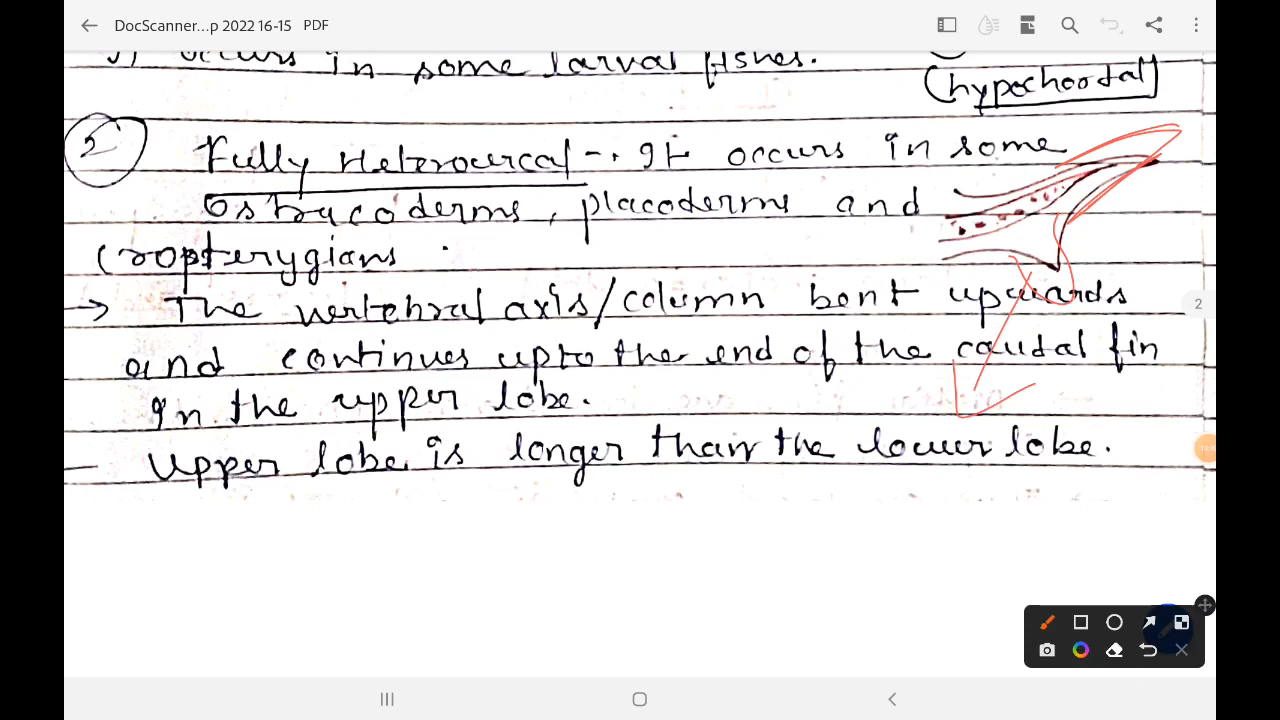 DocScanner...p 2022 16-15 PDF
occurs in some larval fishes.
(hypochordal)
2 Fully Heterocercal -. It occurs in some
Ostracoderms, placoderms and
Cropterygians.
→ The vertebral axis/column bent upwards
and continues upto the end of the caudal fin
In the upper lobe.
- Upper lobe is longer than the lower lobe.
2